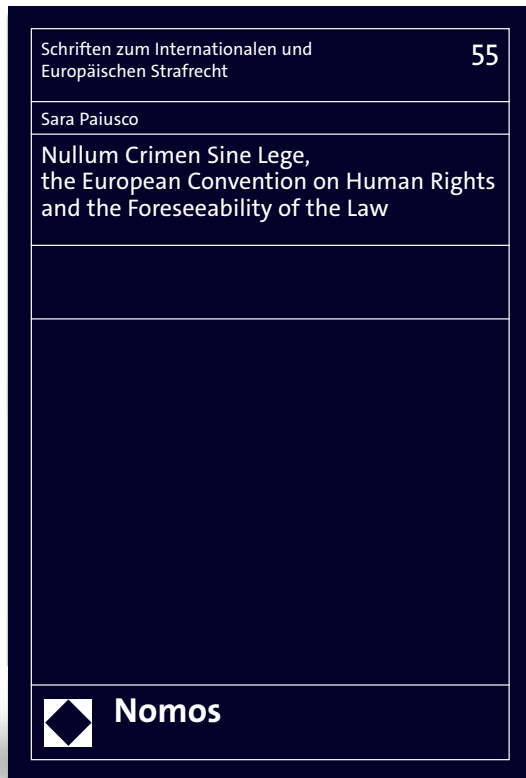 Schriften zum Internationalen und
Europäischen Strafrecht
55
Sara Paiusco
Nullum Crimen Sine Lege,
the European Convention on Human Rights
and the Foreseeability of the Law
Nomos